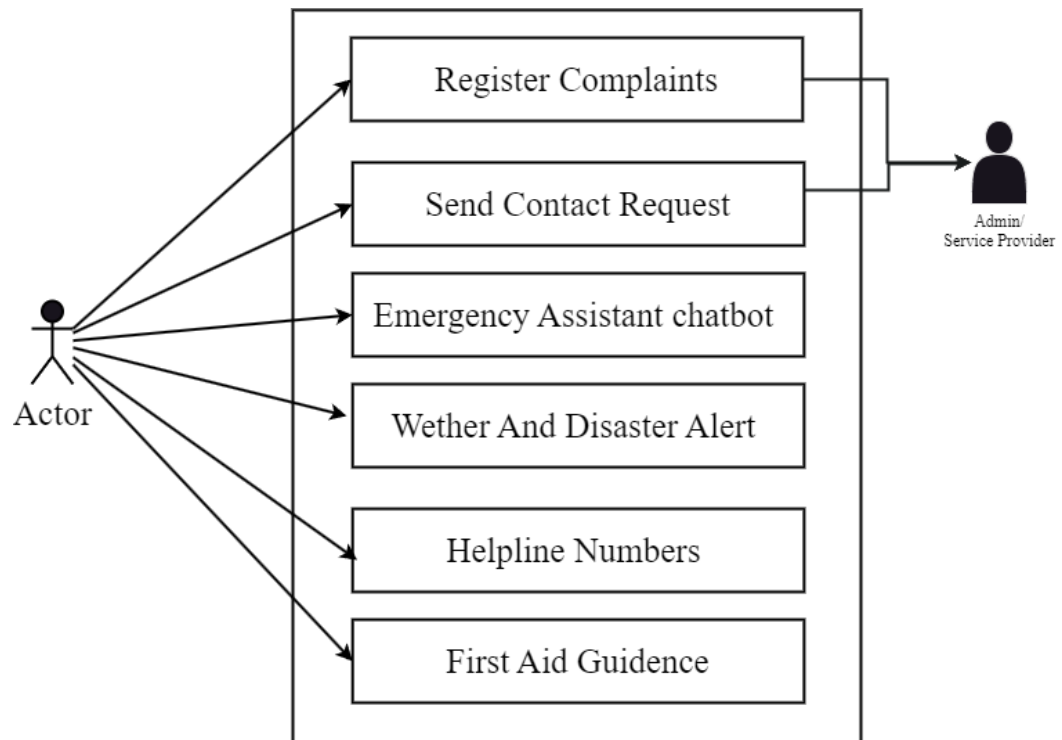 Register Complaints
Send Contact Request
Admin/
Service Provider
Emergency Assistant chatbot
Actor
Wether And Disaster Alert
Helpline Numbers
First Aid Guidence